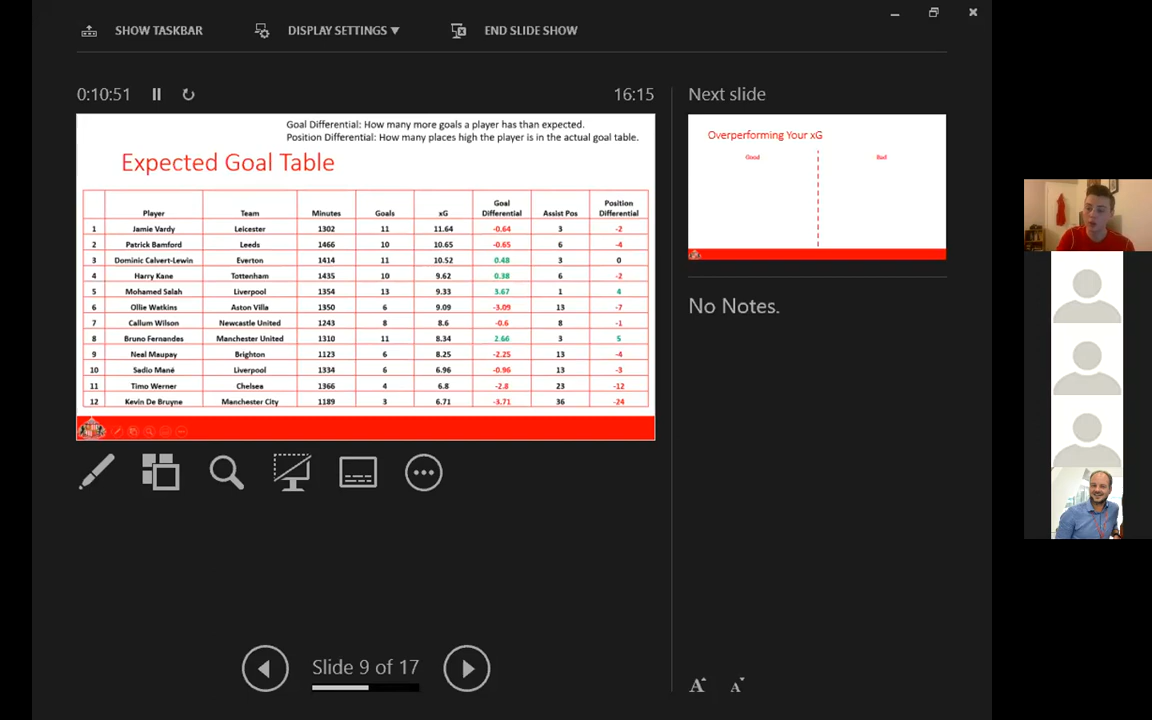 SHOW TASKBAR DISPLAY SETTINGS ▼ END SLIDE SHOW
0:10:51 16:15 Next slide
Goal Differential: How many more goals a player has than expected.
Position Differential: How many places high the player is in the actual goal table.
Expected Goal Table
Player Team Minutes Goals xG Goal Differential Assist Pos Position Differential
1 Jamie Vardy Leicester 1302 11 11.64 -0.64 3 -2
2 Patrick Bamford Leeds 1466 10 10.65 -0.65 6 -4
3 Dominic Calvert-Lewin Everton 1414 11 10.52 0.48 3 0
4 Harry Kane Tottenham 1435 10 9.62 0.38 6 -2
5 Mohamed Salah Liverpool 1354 13 9.33 3.67 1 4
6 Ollie Watkins Aston Villa 1350 6 9.09 -3.09 13 -7
7 Callum Wilson Newcastle United 1243 8 8.6 -0.6 8 -1
8 Bruno Fernandes Manchester United 1310 11 8.34 2.66 3 5
9 Neal Maupay Brighton 1123 6 8.25 -2.25 13 -4
10 Sadio Mané Liverpool 1334 6 6.96 -0.96 13 -3
11 Timo Werner Chelsea 1366 4 6.8 -2.8 23 -12
12 Kevin De Bruyne Manchester City 1189 3 6.71 -3.71 36 -24
Overperforming Your xG
Good Bad
No Notes.
Slide 9 of 17
A A